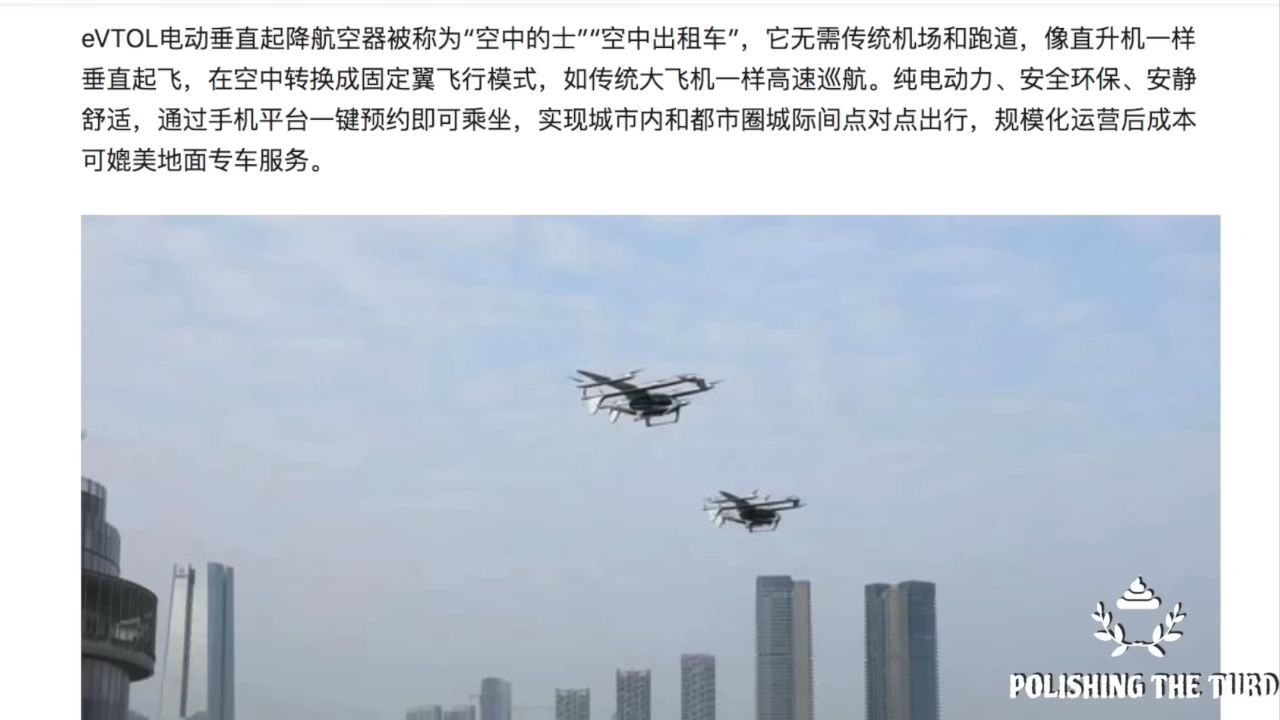 eVTOL电动垂直起降航空器被称为“空中的士”“空中出租车”，它无需传统机场和跑道，像直升机一样
垂直起飞，在空中转换成固定翼飞行模式，如传统大飞机一样高速巡航。纯电动力、安全环保、安静
舒适，通过手机平台一键预约即可乘坐，实现城市内和都市圈城际间点对点出行，规模化运营后成本
可媲美地面专车服务。
POLISHING THE TURD